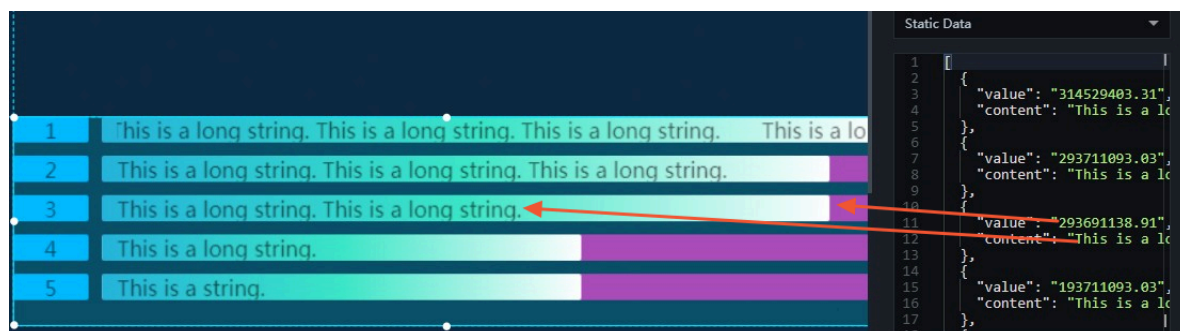 Static Data
1 This is a long string. This is a long string. This is a long string. This is a lo
2 This is a long string. This is a long string. This is a long string.
3 This is a long string. This is a long string.
4 This is a long string.
5 This is a string.
1 [
2 {
3 "value": "314529403.31",
4 "content": "This is a lo
5 },
6 {
7 "value": "293711093.03",
8 "content": "This is a lo
9 },
10 {
11 "value": "293691138.91",
12 "content": "This is a lo
13 },
14 {
15 "value": "193711093.03",
16 "content": "This is a lo
17 },